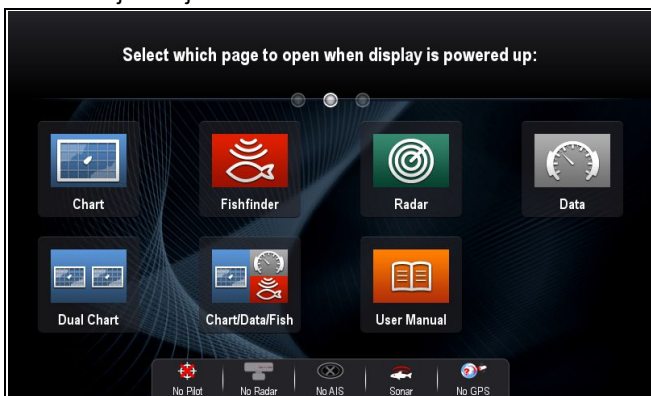 Select which page to open when display is powered up:
Chart
Fishfinder
Radar
Data
Dual Chart
Chart/Data/Fish
User Manual
No Pilot
No Radar
No AIS
Sonar
No GPS